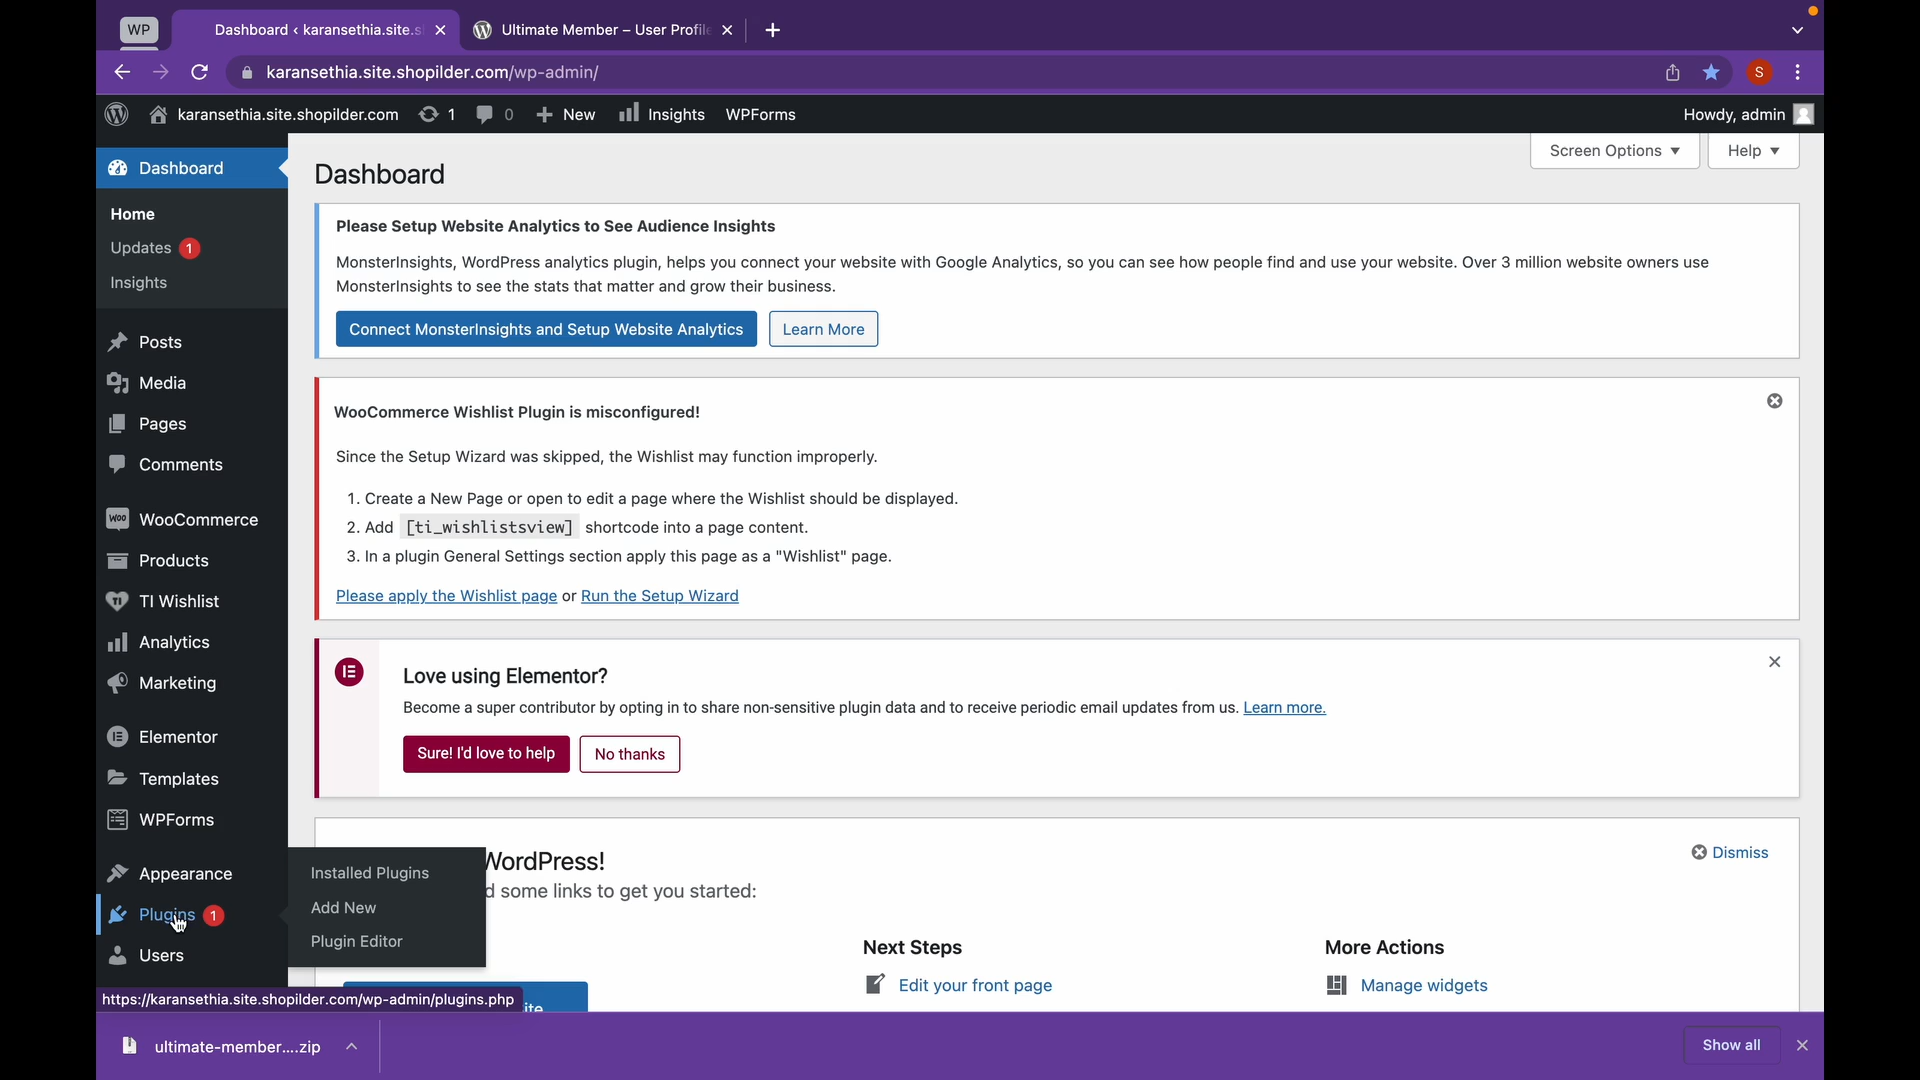 WP
Dashboard ‹ karansethia.site.s
Ultimate Member – User Profile
karansethia.site.shopilder.com/wp-admin/
S
karansethia.site.shopilder.com
1
0
New
Insights
WPForms
Howdy, admin
Dashboard
Home
Updates 1
Insights
Posts
Media
Pages
Comments
WooCommerce
Products
TI Wishlist
Analytics
Marketing
Elementor
Templates
WPForms
Appearance
Plugins 1
Users
Installed Plugins
Add New
Plugin Editor
https://karansethia.site.shopilder.com/wp-admin/plugins.php
Screen Options
Help
Dashboard
Please Setup Website Analytics to See Audience Insights
MonsterInsights, WordPress analytics plugin, helps you connect your website with Google Analytics, so you can see how people find and use your website. Over 3 million website owners use
MonsterInsights to see the stats that matter and grow their business.
Connect MonsterInsights and Setup Website Analytics
Learn More
WooCommerce Wishlist Plugin is misconfigured!
Since the Setup Wizard was skipped, the Wishlist may function improperly.
1. Create a New Page or open to edit a page where the Wishlist should be displayed.
2. Add [ti_wishlistsview] shortcode into a page content.
3. In a plugin General Settings section apply this page as a "Wishlist" page.
Please apply the Wishlist page or Run the Setup Wizard
Love using Elementor?
Become a super contributor by opting in to share non-sensitive plugin data and to receive periodic email updates from us. Learn more.
Sure! I'd love to help
No thanks
WordPress!
d some links to get you started:
Dismiss
Next Steps
Edit your front page
More Actions
Manage widgets
ultimate-member....zip
Show all